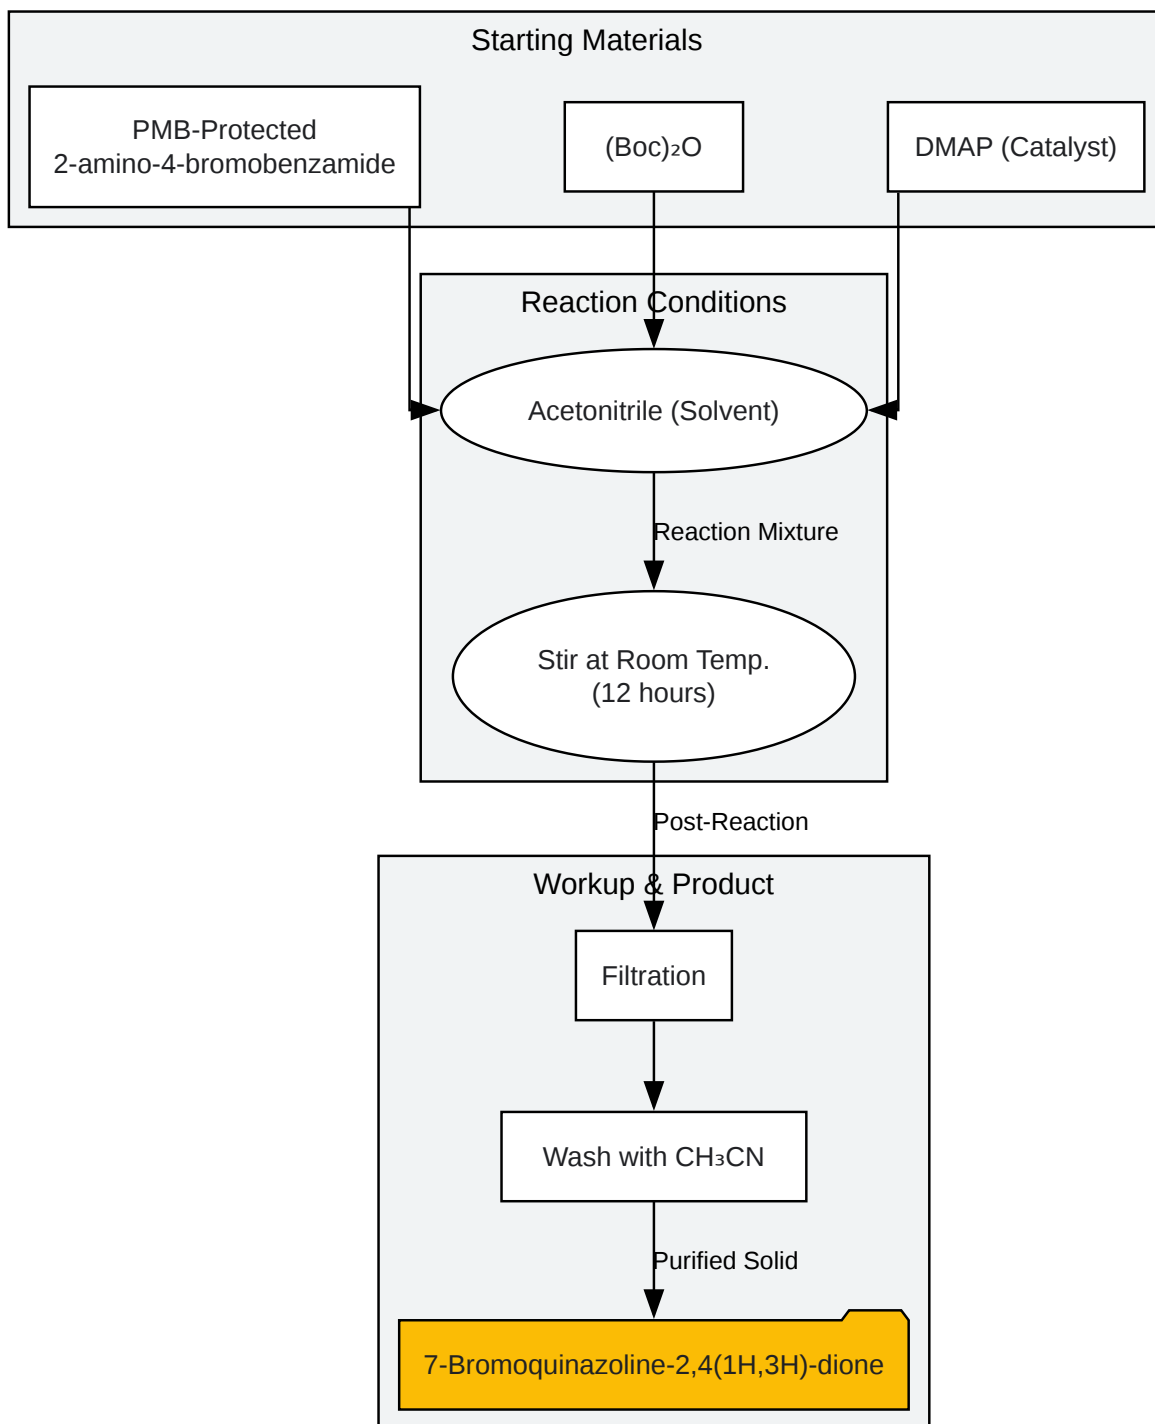 Starting Materials
PMB-Protected
2-amino-4-bromobenzamide
(Boc)₂O
DMAP (Catalyst)
Reaction Conditions
Acetonitrile (Solvent)
Reaction Mixture
Stir at Room Temp.
(12 hours)
Post-Reaction
Workup & Product
Filtration
Wash with CH₃CN
Purified Solid
7-Bromoquinazoline-2,4(1H,3H)-dione